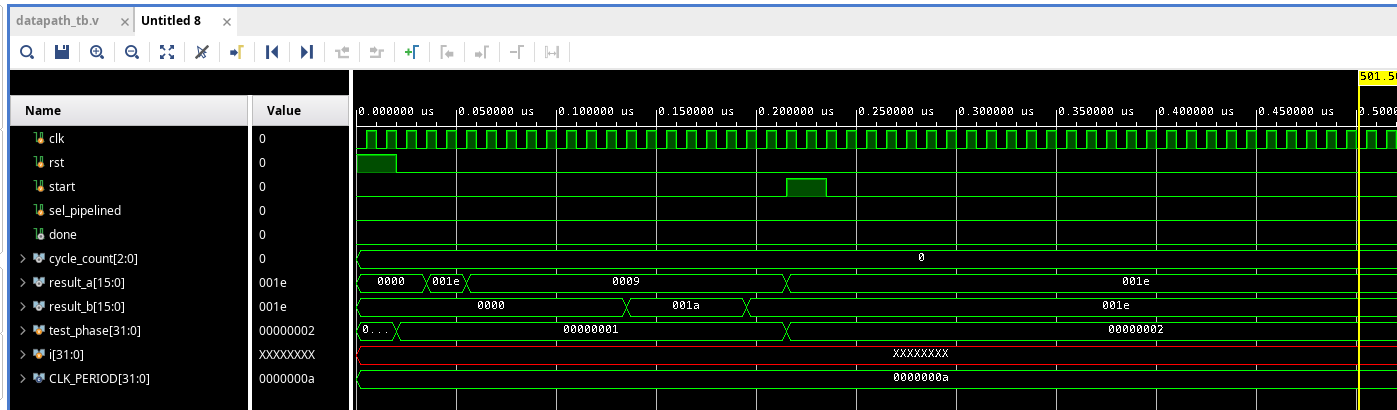 datapath_tb.v × Untitled 8 ×
501.50
Name Value
0.000000 us 0.050000 us 0.100000 us 0.150000 us 0.200000 us 0.250000 us 0.300000 us 0.350000 us 0.400000 us 0.450000 us 0.5000
clk 0
rst 0
start 0
sel_pipelined 0
done 0
cycle_count[2:0] 0 0
result_a[15:0] 001e 0000 001e 0009 001e
result_b[15:0] 001e 0000 001a 001e
test_phase[31:0] 00000002 0... 00000001 00000002
i[31:0] XXXXXXXX XXXXXXXX
CLK_PERIOD[31:0] 0000000a 0000000a